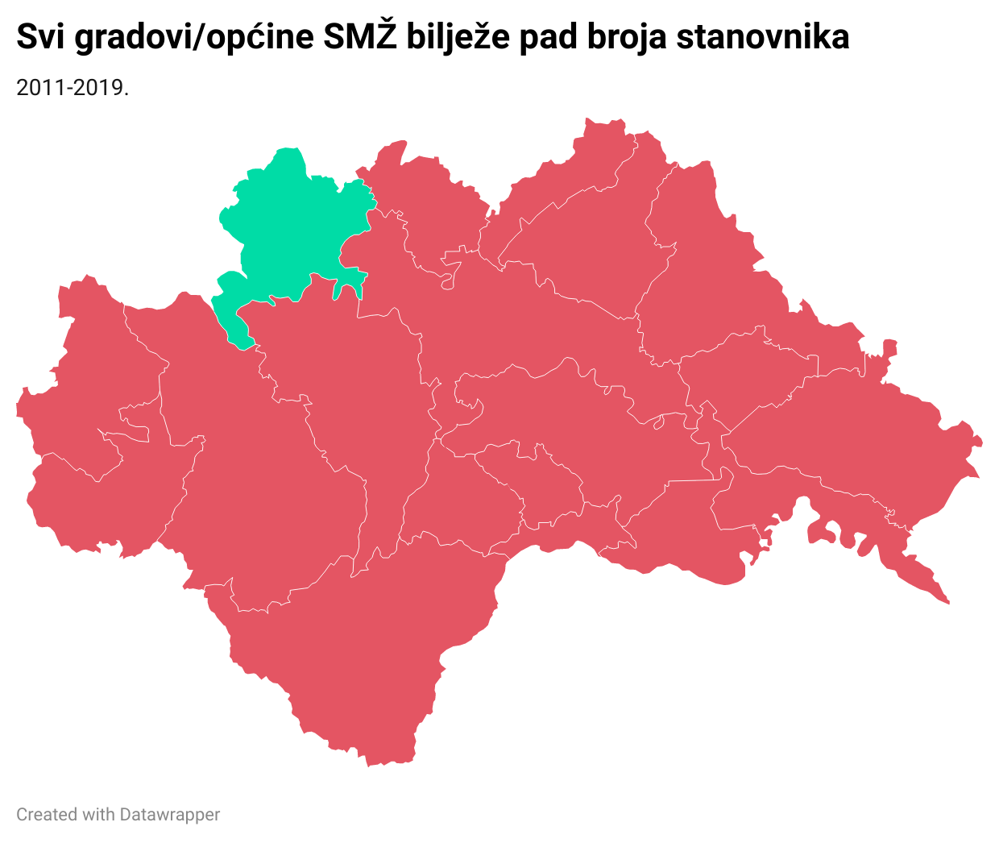 Svi gradovi/općine SMŽ bilježe pad broja stanovnika
2011-2019.
Created with Datawrapper